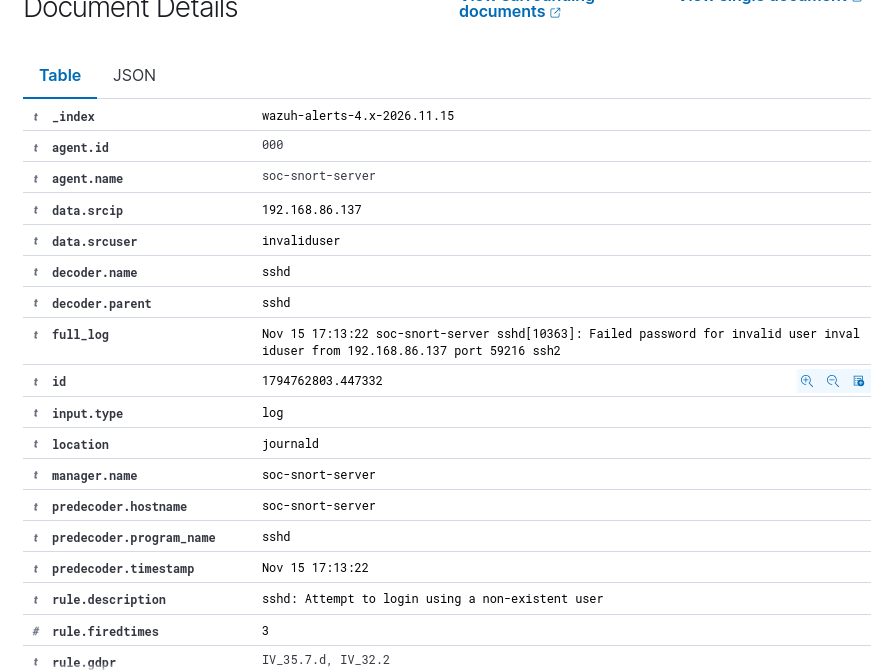 Document Details
View surrounding
documents
View single document
Table JSON
t _index wazuh-alerts-4.x-2026.11.15
t agent.id 000
t agent.name soc-snort-server
t data.srcip 192.168.86.137
t data.srcuser invaliduser
t decoder.name sshd
t decoder.parent sshd
t full_log Nov 15 17:13:22 soc-snort-server sshd[10363]: Failed password for invalid user inval
iduser from 192.168.86.137 port 59216 ssh2
t id 1794762803.447332
t input.type log
t location journald
t manager.name soc-snort-server
t predecoder.hostname soc-snort-server
t predecoder.program_name sshd
t predecoder.timestamp Nov 15 17:13:22
t rule.description sshd: Attempt to login using a non-existent user
# rule.firedtimes 3
t rule.gdpr IV_35.7.d, IV_32.2